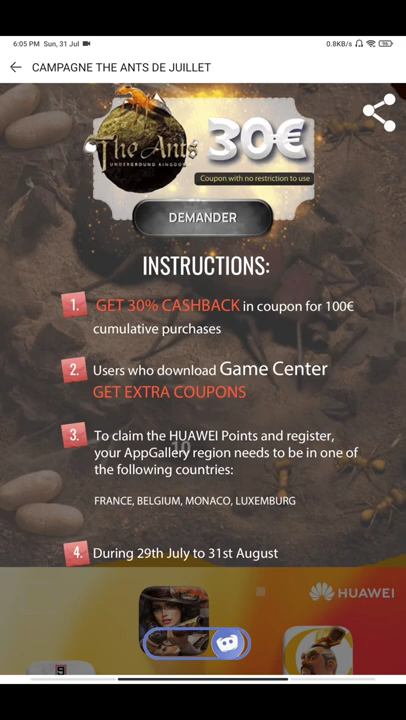 6:05 PM Sun, 31 Jul
0.8KB/s
CAMPAGNE THE ANTS DE JUILLET
The Ants
UNDERGROUND KINGDOM
30€
Coupon with no restriction to use
DEMANDER
INSTRUCTIONS:
1. GET 30% CASHBACK in coupon for 100€
cumulative purchases
2. Users who download Game Center
GET EXTRA COUPONS
3. To claim the HUAWEI Points and register,
your AppGallery region needs to be in one of
the following countries:
FRANCE, BELGIUM, MONACO, LUXEMBURG
4. During 29th July to 31st August
HUAWEI
9